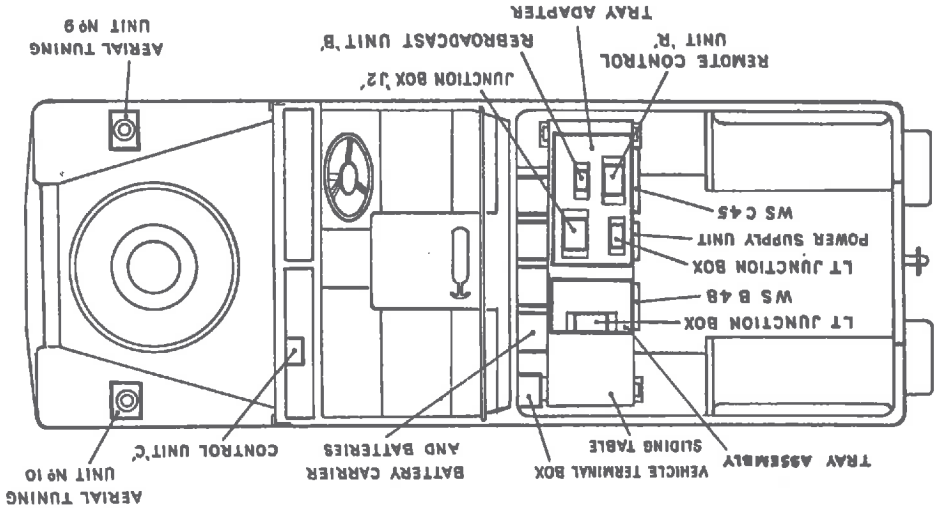 TRAY ASSEMBLY
VEHICLE TERMINAL BOX
SLIDING TABLE
BATTERY CARRIER
AND BATTERIES
CONTROL UNIT 'C'
AERIAL TUNING
UNIT Nº 10
LT JUNCTION BOX
WS B 48
LT JUNCTION BOX
POWER SUPPLY UNIT
WS C 45
REMOTE CONTROL
UNIT 'R'
JUNCTION BOX 'J2'
REBROADCAST UNIT 'B'
TRAY ADAPTER
AERIAL TUNING
UNIT Nº 9